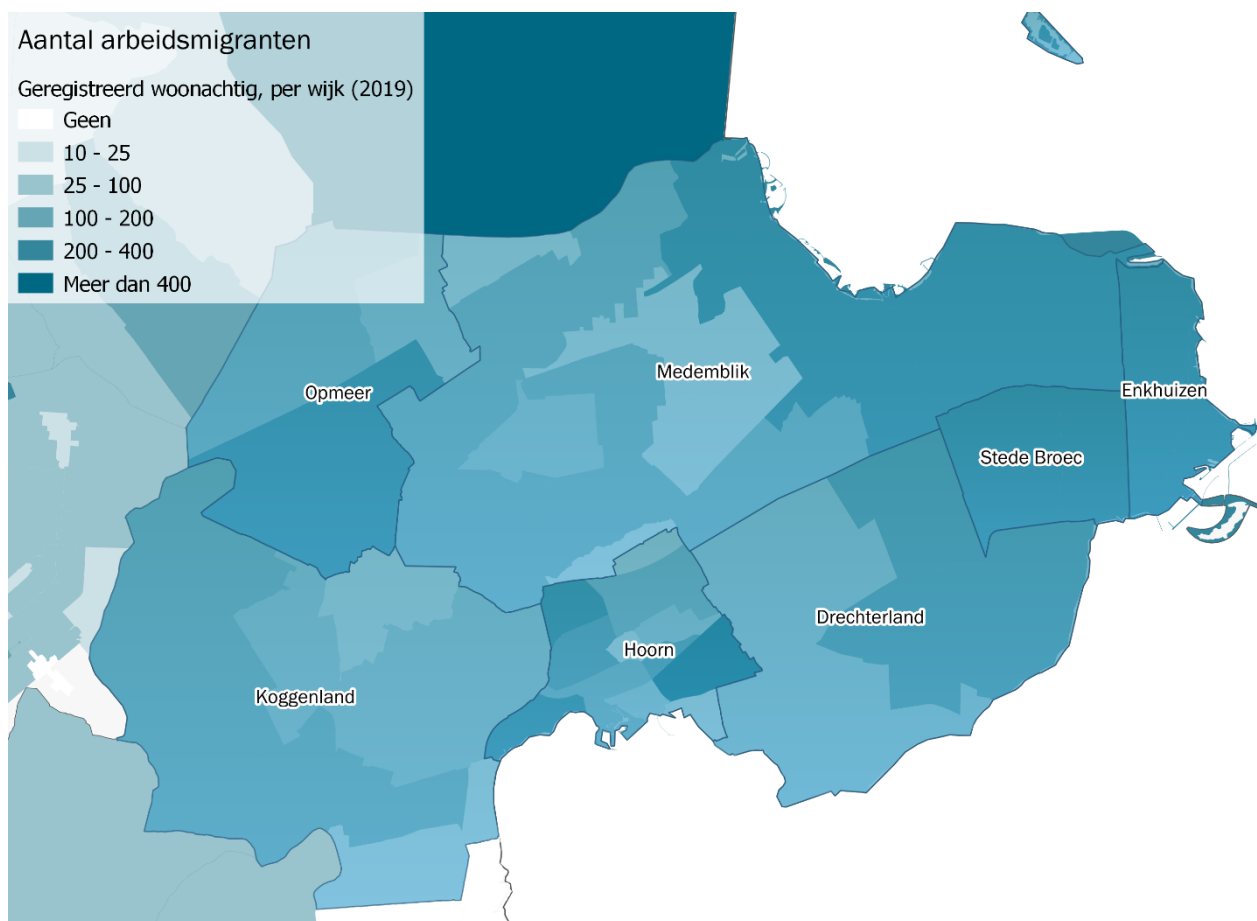 Aantal arbeidsmigranten
Geregistreerd woonachtig, per wijk (2019)
Geen
10 - 25
25 - 100
100 - 200
200 - 400
Meer dan 400
Medemblik
Opmeer
Enkhuizen
Stede Broec
Drechterland
Hoorn
Koggenland